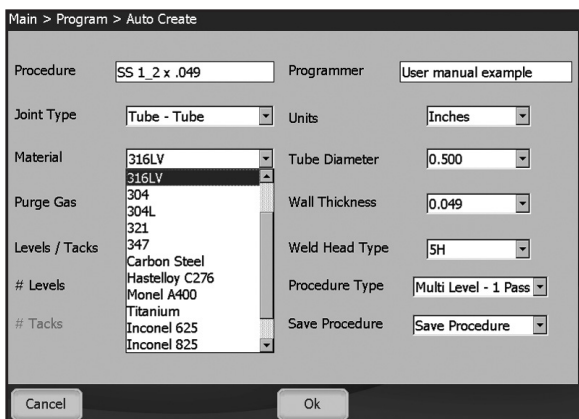 Main > Program > Auto Create
Procedure SS 1_2 x .049 Programmer User manual example
Joint Type Tube - Tube Units Inches
Material 316LV Tube Diameter 0.500
316LV
304
Purge Gas Wall Thickness 0.049
304L
321
Levels / Tacks 347 Weld Head Type 5H
Carbon Steel
# Levels Hastelloy C276 Procedure Type Multi Level - 1 Pass
Monel A400
Titanium
# Tacks Inconel 625 Save Procedure Save Procedure
Inconel 825
Cancel Ok